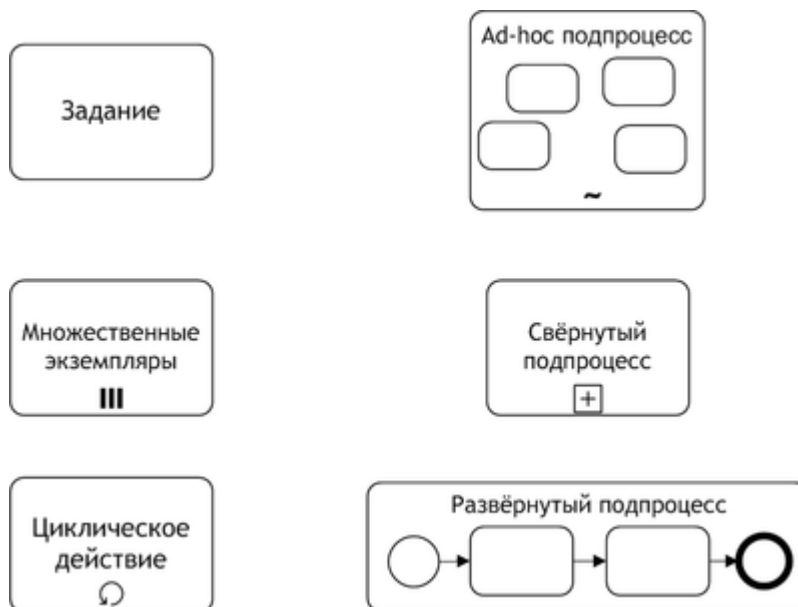 Задание
Ad-hoc подпроцесс
~
Множественные
экземпляры
Свёрнутый
подпроцесс
+
Циклическое
действие
Развёрнутый подпроцесс